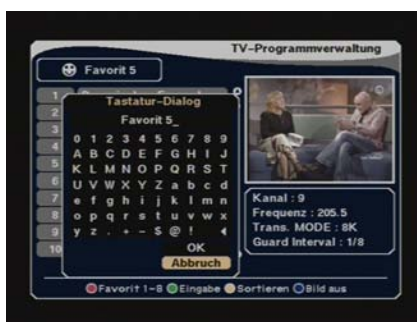 TV-Programmverwaltung
Favorit 5
1
2
3
4
5
6
7
8
9
10
Tastatur-Dialog
Favorit 5_
0 1 2 3 4 5 6 7 8 9
A B C D E F G H I J
K L M N O P Q R S T
U V W X Y Z a b c d
e f g h i j k l m n
o p q r s t u v w x
y z . + - $ @ !
OK
Abbruch
Kanal : 9
Frequenz : 205.5
Trans. MODE : 8K
Guard Interval : 1/8
Favorit 1-8 Eingabe Sortieren Bild aus